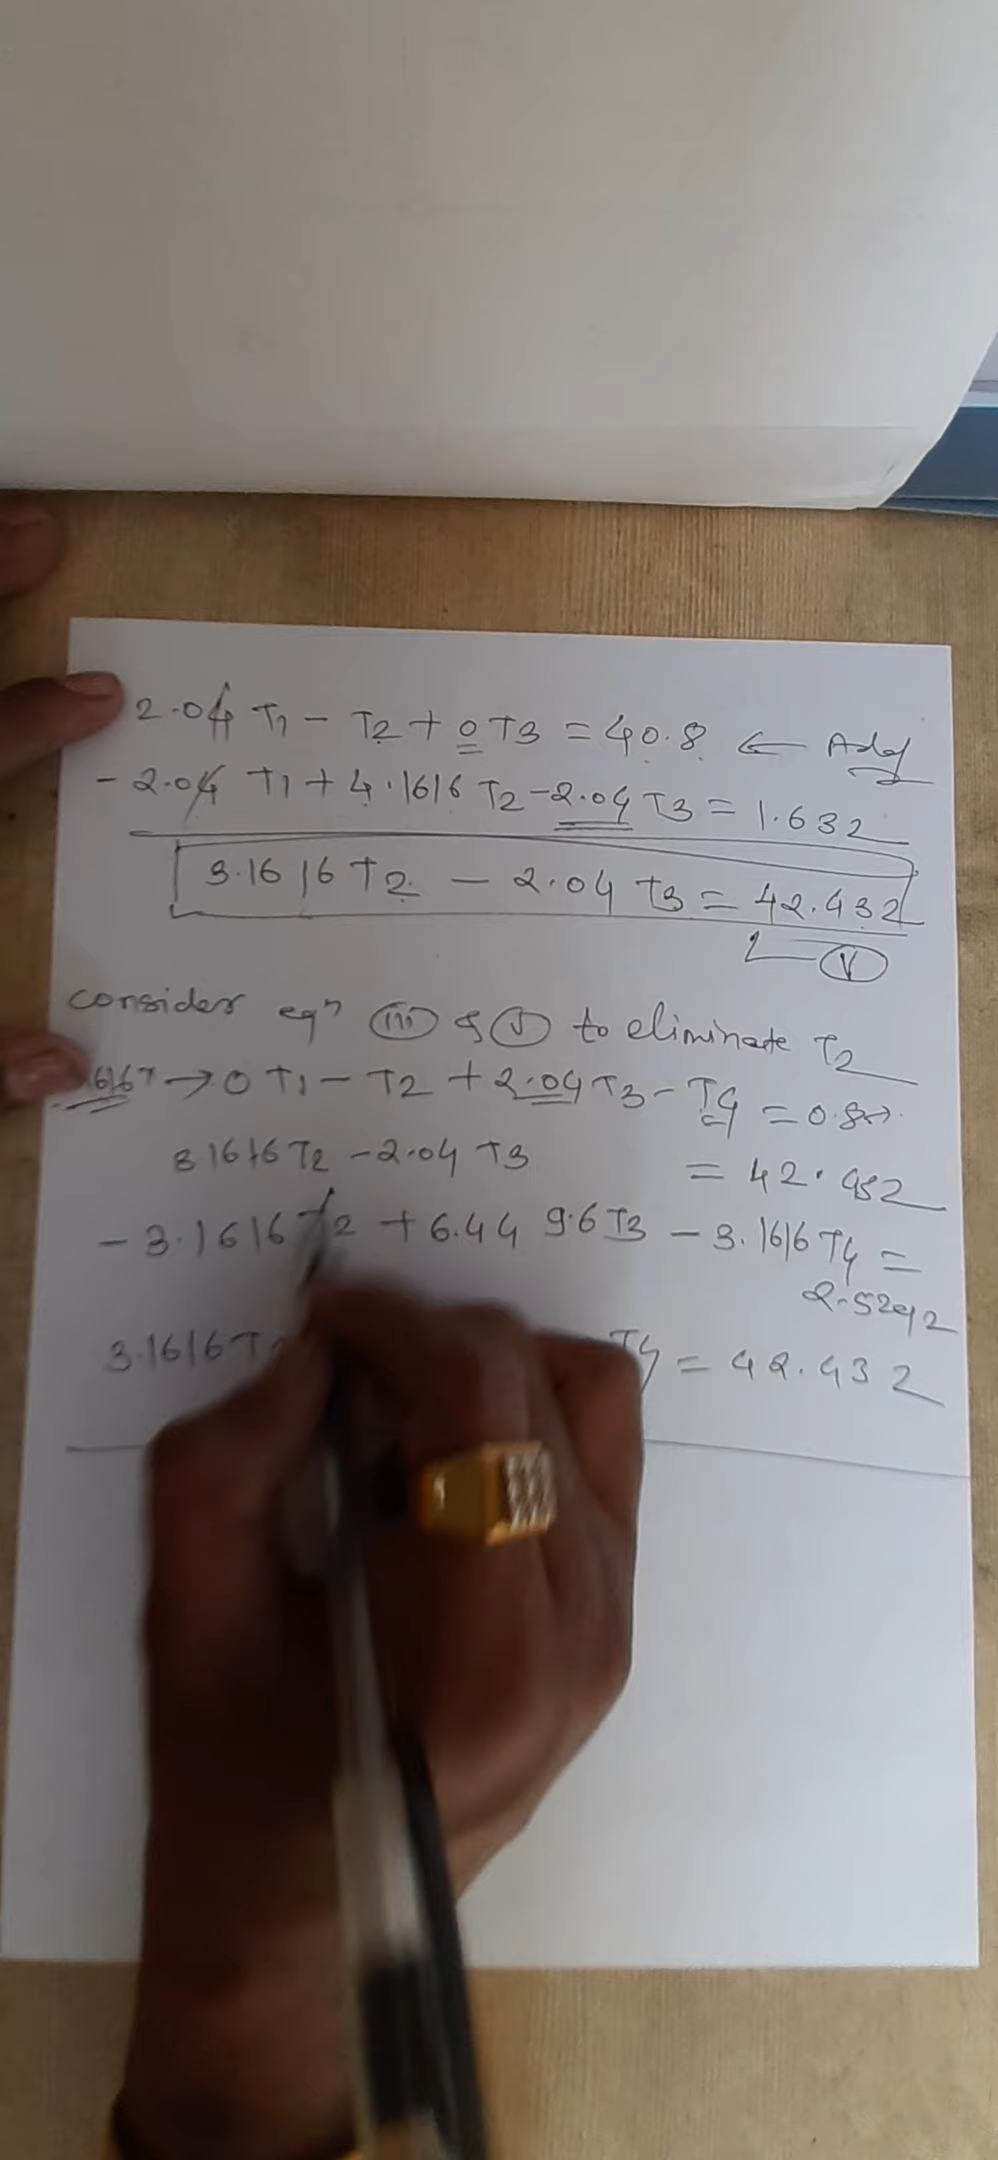 2.04 T1 - T2 + 0 T3 = 40.8 ← Add
- 2.04 T1 + 4.1616 T2 - 2.04 T3 = 1.632
3.1616 T2 - 2.04 T3 = 42.432
V
consider eqn (III) & (V) to eliminate T2
→ 0 T1 - T2 + 2.04 T3 - T4 = 0.8
3.1616 T2 - 2.04 T3 = 42.432
- 3.1616 T2 + 6.449.6 T3 - 3.1616 T4 =
2.5292
3.1616 T4 = 42.432